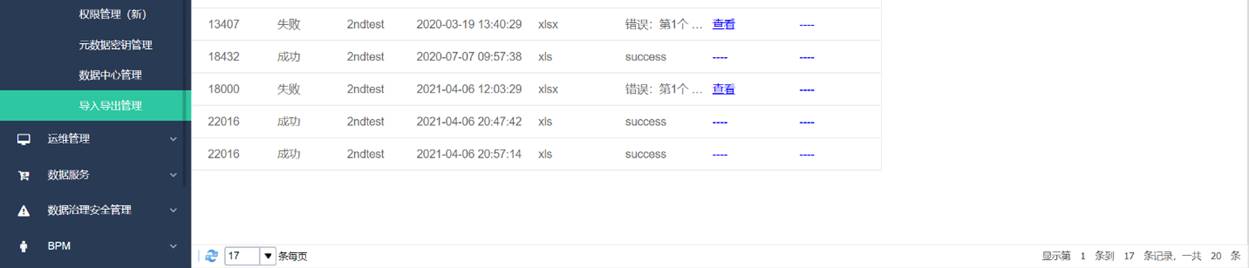 权限管理（新）
元数据密钥管理
数据中心管理
导入导出管理
运维管理
数据服务
数据治理安全管理
BPM
13407 失败 2ndtest 2020-03-19 13:40:29 xlsx 错误：第1个 ... 查看 ----
18432 成功 2ndtest 2020-07-07 09:57:38 xls success ---- ----
18000 失败 2ndtest 2021-04-06 12:03:29 xls 错误：第1个 ... 查看 ----
22016 成功 2ndtest 2021-04-06 20:47:42 xls success ---- ----
22016 成功 2ndtest 2021-04-06 20:57:14 xls success ---- ----
17 条每页 显示第 1 条到 17 条记录，一共 20 条